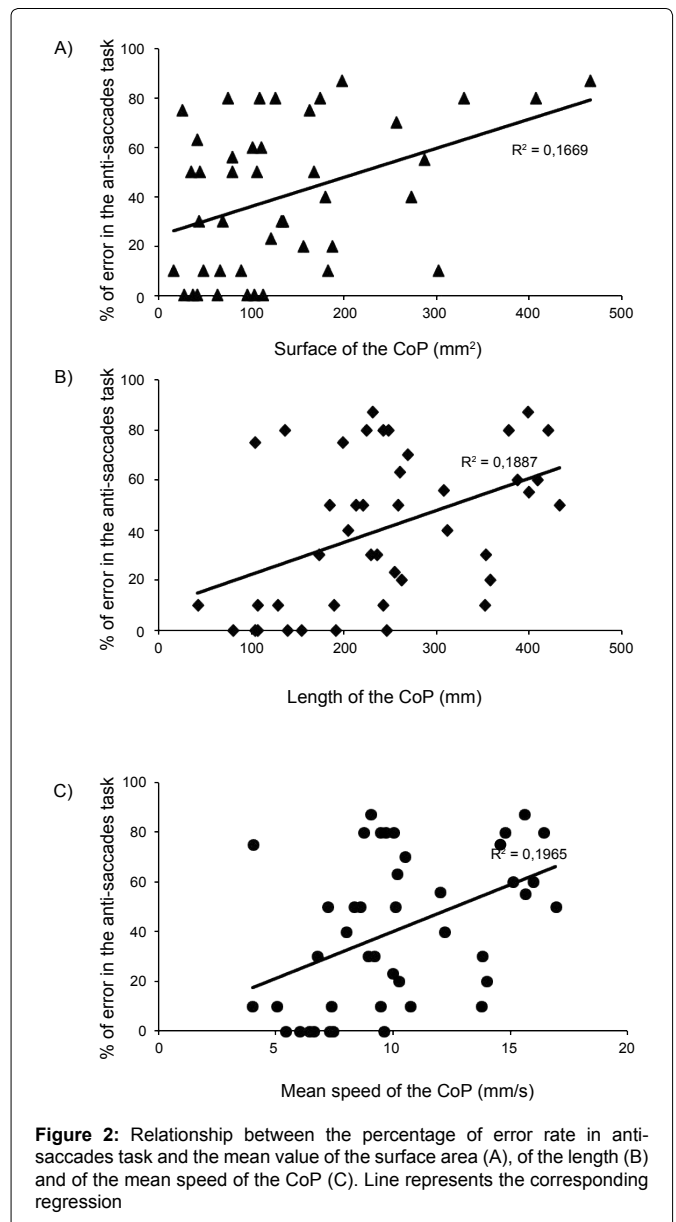 A)
% of error in the anti-saccades task
100
80
60
40
20
0
R² = 0,1669
0 100 200 300 400 500
Surface of the CoP (mm²)
B)
% of error in the anti-saccades task
100
80
60
40
20
0
R² = 0,1887
0 100 200 300 400 500
Length of the CoP (mm)
C)
% of error in the anti-saccades task
100
80
60
40
20
0
R² = 0,1965
0 5 10 15 20
Mean speed of the CoP (mm/s)
Figure 2: Relationship between the percentage of error rate in anti-
saccades task and the mean value of the surface area (A), of the length (B)
and of the mean speed of the CoP (C). Line represents the corresponding
regression